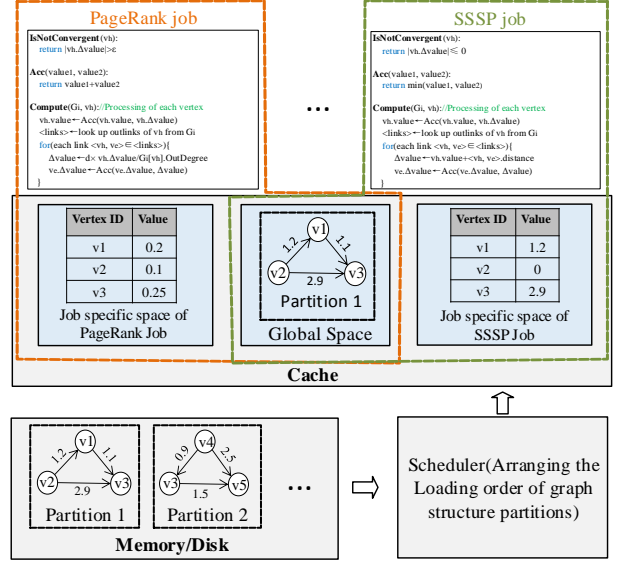 PageRank job
IsNotConvergent(vh):
return |vh.Δvalue|>ε
Acc(value1, value2):
return value1+value2
Compute(Gi, vh)://Processing of each vertex
vh.value←Acc(vh.value, vh.Δvalue)
<links>←look up outlinks of vh from Gi
for(each link <vh, ve>∈<links>){
Δvalue←d× vh.Δvalue/Gi[vh].OutDegree
ve.Δvalue←Acc(ve.Δvalue, Δvalue)
}
...
SSSP job
IsNotConvergent(vh):
return |vh.Δvalue|≤ 0
Acc(value1, value2):
return min(value1, value2)
Compute(Gi, vh)://Processing of each vertex
vh.value←Acc(vh.value, vh.Δvalue)
<links>←look up outlinks of vh from Gi
for(each link <vh, ve>∈<links>){
Δvalue←vh.value+<vh, ve>.distance
ve.Δvalue←Acc(ve.Δvalue, Δvalue)
}
Vertex ID Value
v1 0.2
v2 0.1
v3 0.25
Job specific space of
PageRank Job
v1
1.2 1.1
v2 v3
2.9
Partition 1
Global Space
Vertex ID Value
v1 1.2
v2 0
v3 2.9
Job specific space of
SSSP Job
Cache
v1
1.2 1.1
v2 v3
2.9
Partition 1
v4
0.9 2.5
v3 v5
1.5
Partition 2
...
Memory/Disk
Scheduler(Arranging the
Loading order of graph
structure partitions)